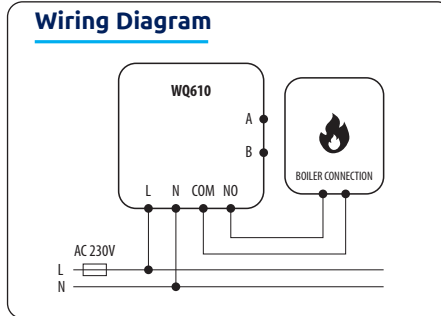 Wiring Diagram
WQ610
A
B
BOILER CONNECTION
L N COM NO
AC 230V
L
N